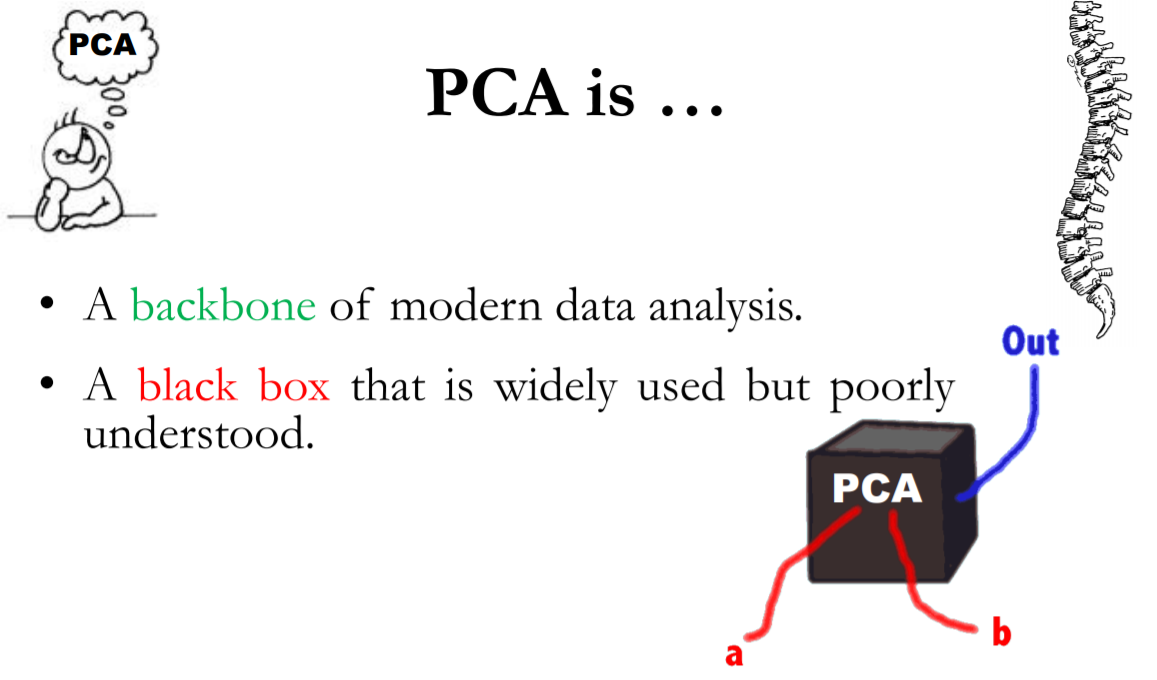 PCA
PCA is …
• A backbone of modern data analysis.
• A black box that is widely used but poorly
understood.
Out
PCA
a
b